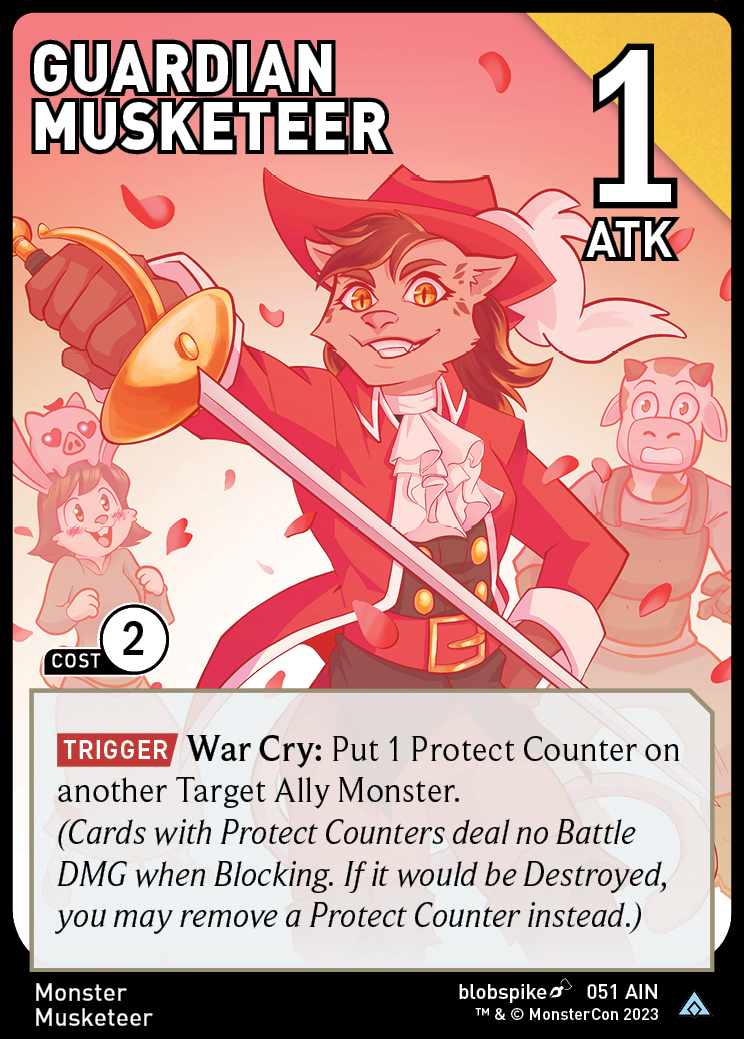 GUARDIAN
MUSKETEER
1
ATK
COST 2
TRIGGER War Cry: Put 1 Protect Counter on
another Target Ally Monster.
(Cards with Protect Counters deal no Battle
DMG when Blocking. If it would be Destroyed,
you may remove a Protect Counter instead.)
Monster
Musketeer
blobspike 051 AIN
™ & © MonsterCon 2023